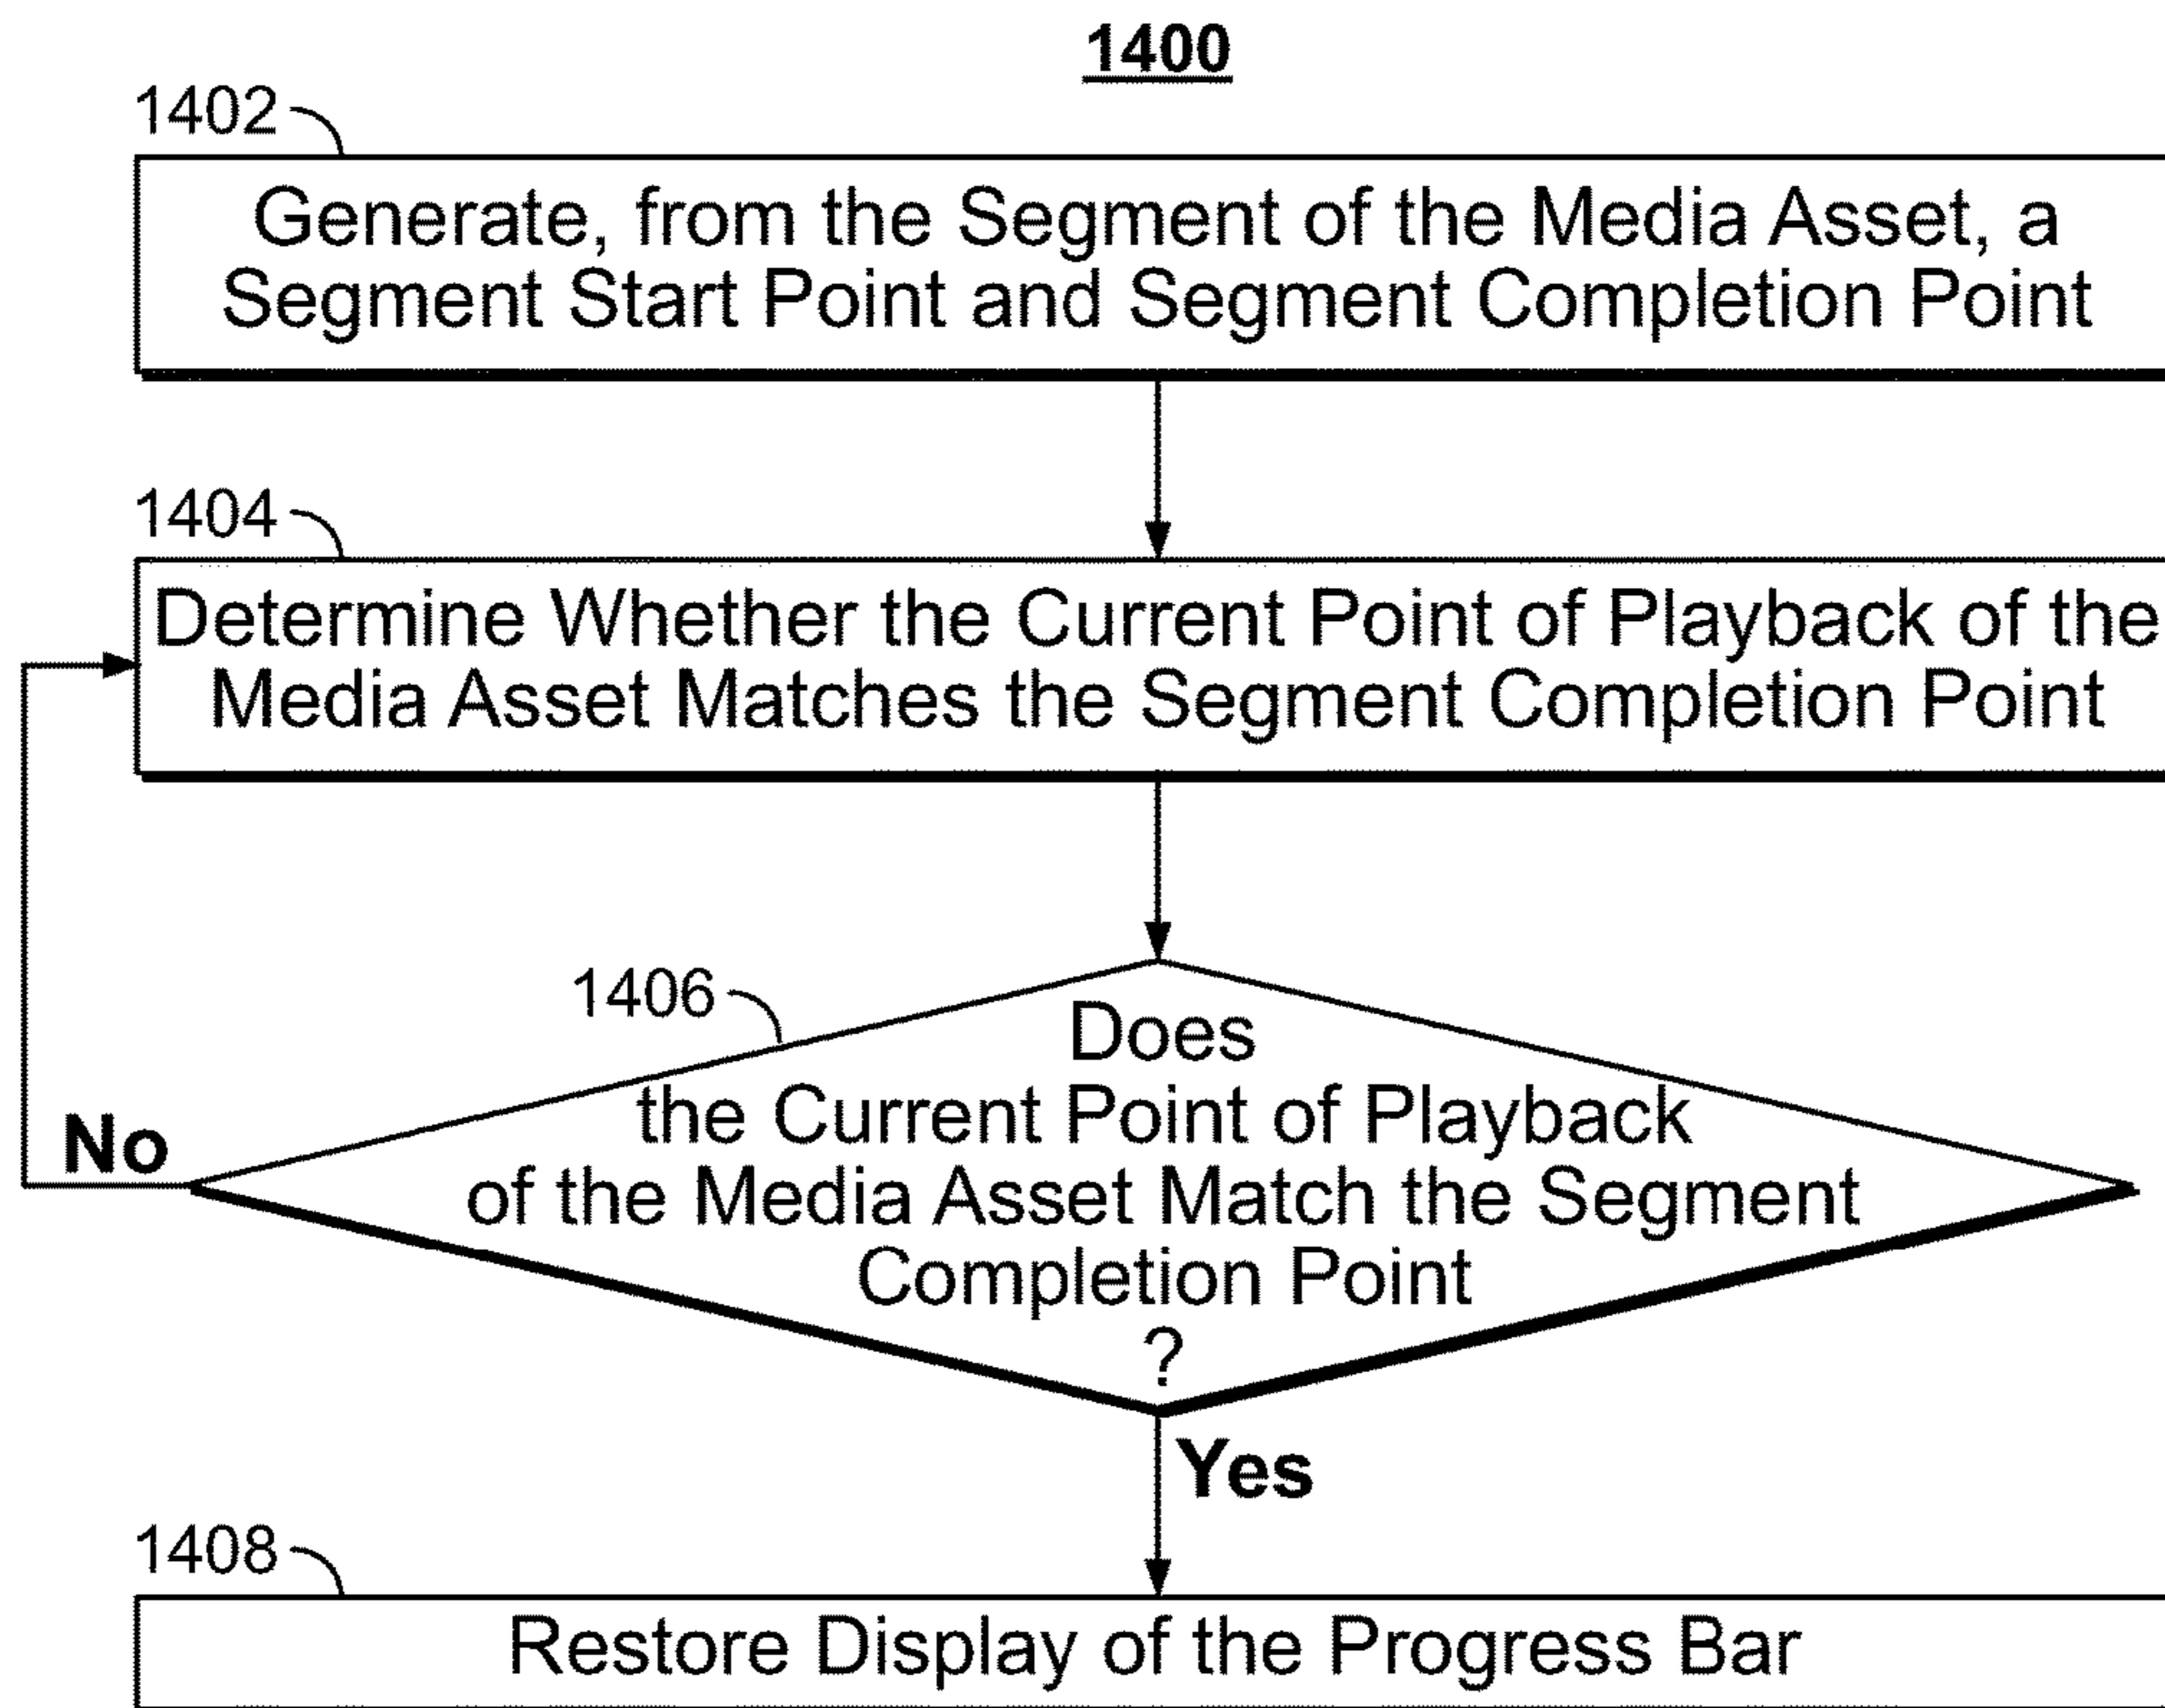 1400
1402
Generate, from the Segment of the Media Asset, a
Segment Start Point and Segment Completion Point
1404
Determine Whether the Current Point of Playback of the
Media Asset Matches the Segment Completion Point
1406
Does
the Current Point of Playback
of the Media Asset Match the Segment
Completion Point
?
No
Yes
1408
Restore Display of the Progress Bar